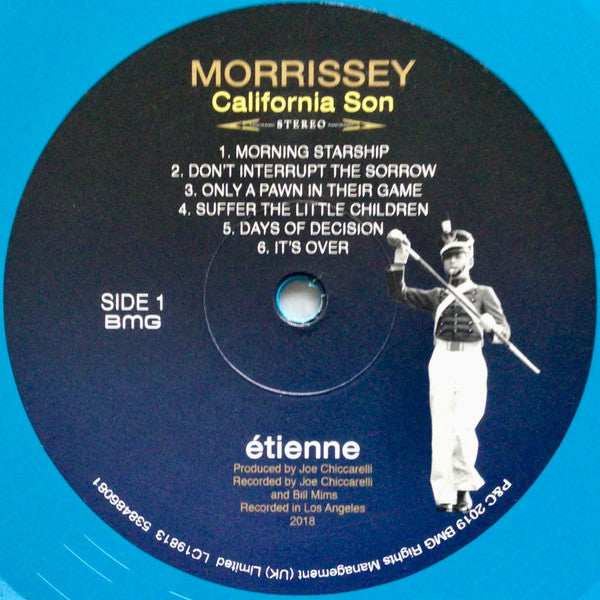 MORRISSEY
California Son
STEREO
1. MORNING STARSHIP
2. DON'T INTERRUPT THE SORROW
3. ONLY A PAWN IN THEIR GAME
4. SUFFER THE LITTLE CHILDREN
5. DAYS OF DECISION
6. IT'S OVER
SIDE 1
BMG
étienne
Produced by Joe Chiccarelli
Recorded by Joe Chiccarelli
and Bill Mims
Recorded in Los Angeles
2018
P&C 2019 BMG Rights Management (UK) Limited LC19813 538486081